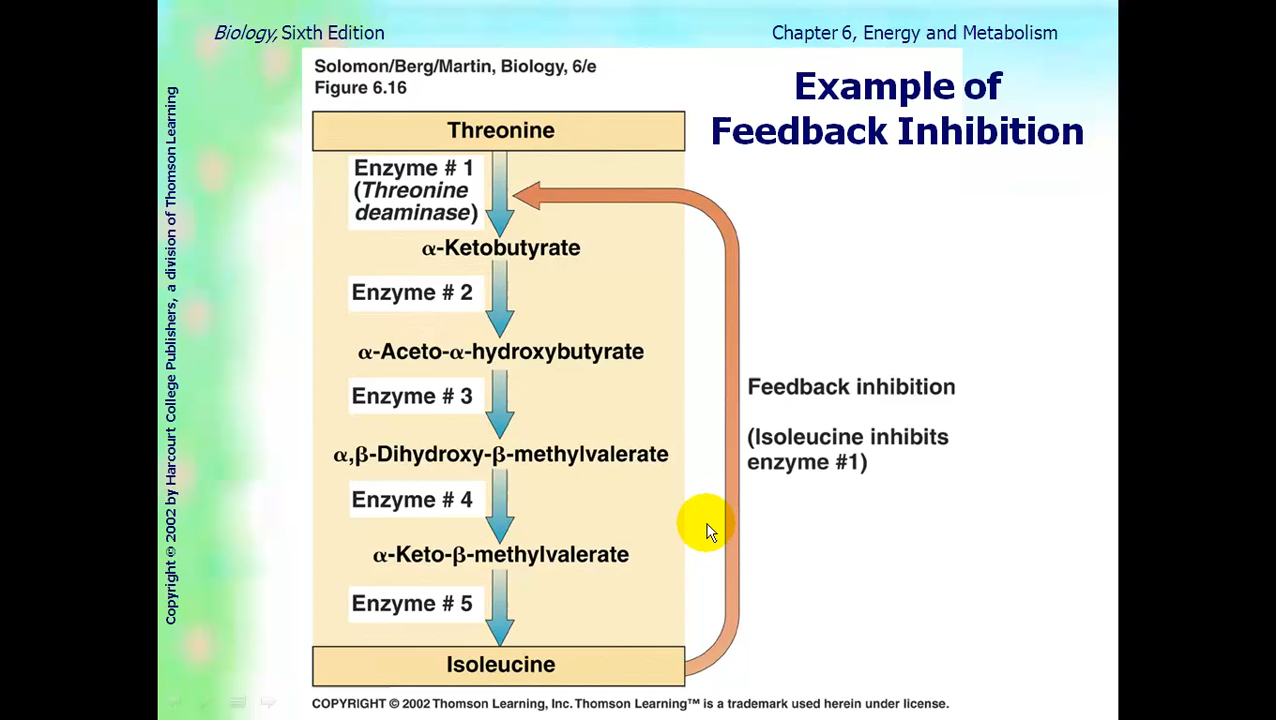 Biology, Sixth Edition
Chapter 6, Energy and Metabolism
Solomon/Berg/Martin, Biology, 6/e
Figure 6.16
Example of
Feedback Inhibition
Threonine
Enzyme # 1
(Threonine
deaminase)
α-Ketobutyrate
Enzyme # 2
α-Aceto-α-hydroxybutyrate
Enzyme # 3
α,β-Dihydroxy-β-methylvalerate
Enzyme # 4
α-Keto-β-methylvalerate
Enzyme # 5
Isoleucine
Feedback inhibition
(Isoleucine inhibits
enzyme #1)
COPYRIGHT © 2002 Thomson Learning, Inc. Thomson Learning™ is a trademark used herein under license.
Copyright © 2002 by Harcourt College Publishers, a division of Thomson Learning